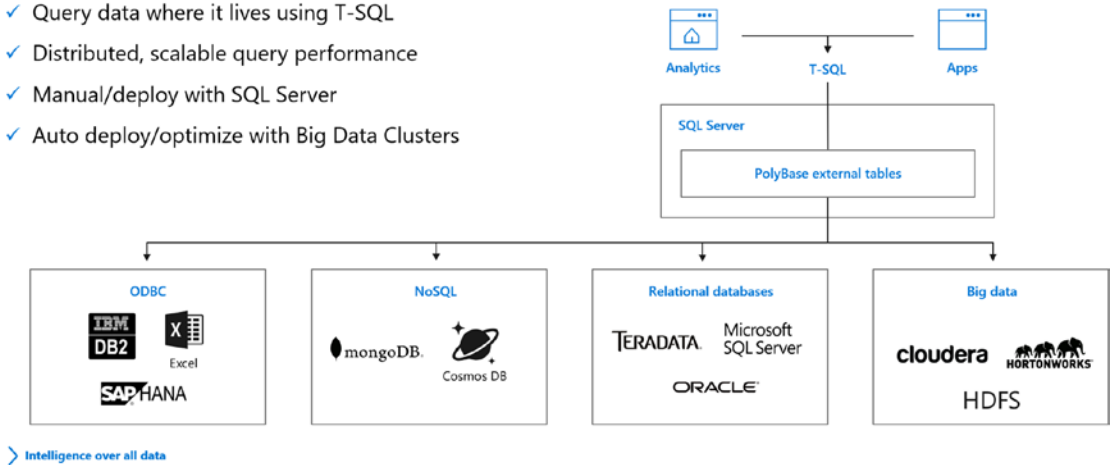 Query data where it lives using T-SQL
Distributed, scalable query performance
Manual/deploy with SQL Server
Auto deploy/optimize with Big Data Clusters
Analytics
T-SQL
Apps
SQL Server
PolyBase external tables
ODBC
IBM
DB2
X
Excel
SAP HANA
NoSQL
mongoDB.
Cosmos DB
Relational databases
TERADATA.
Microsoft
SQL Server
ORACLE
Big data
cloudera
HORTONWORKS
HDFS
Intelligence over all data